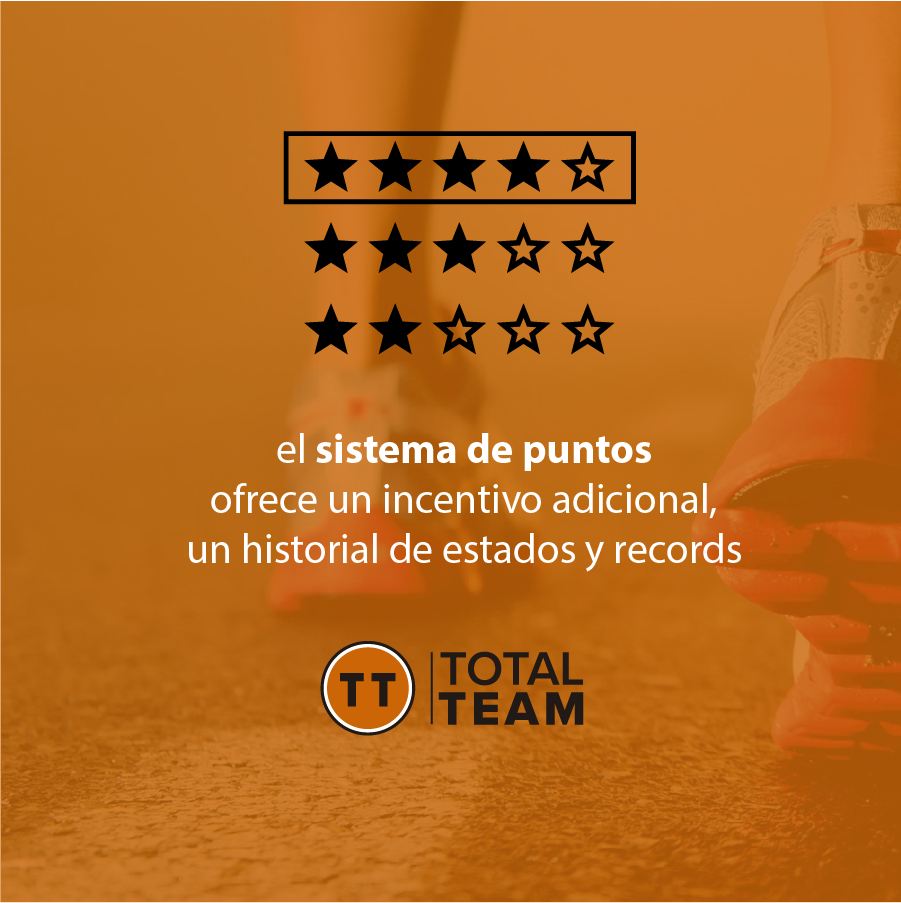 el sistema de puntos
ofrece un incentivo adicional,
un historial de estados y records
TT
TOTAL
TEAM